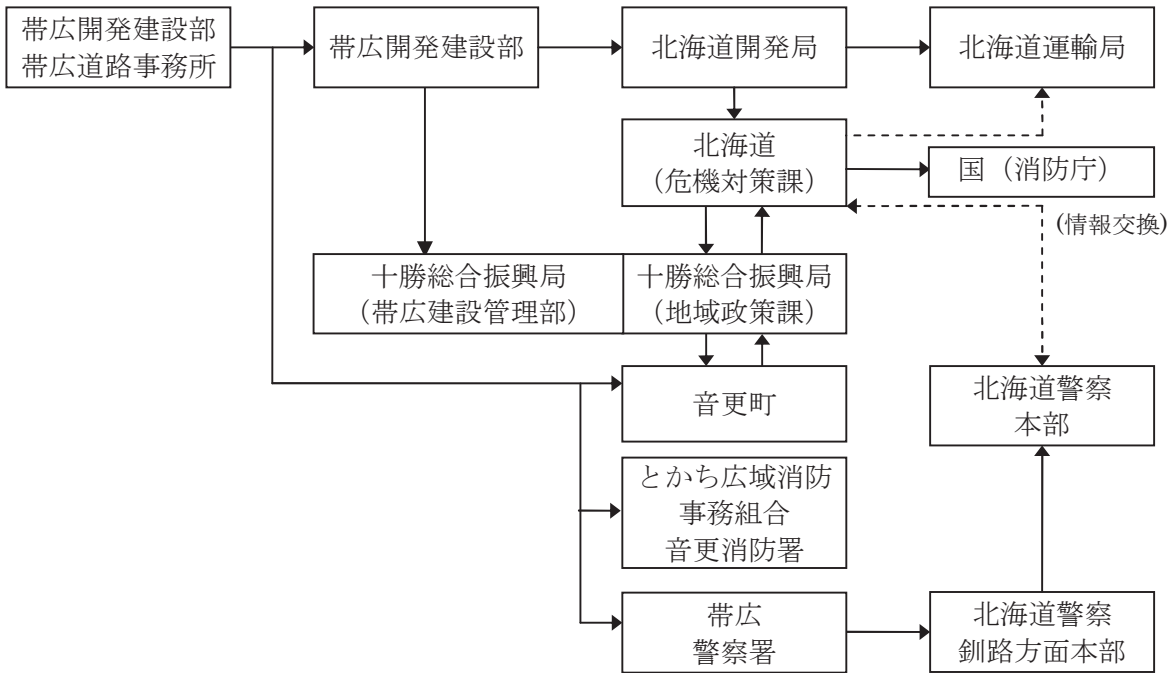 帯広開発建設部
帯広道路事務所
帯広開発建設部
北海道開発局
北海道運輸局
北海道
（危機対策課）
国（消防庁）
(情報交換)
十勝総合振興局
（帯広建設管理部）
十勝総合振興局
（地域政策課）
音更町
北海道警察
本部
とかち広域消防
事務組合
音更消防署
帯広
警察署
北海道警察
釧路方面本部